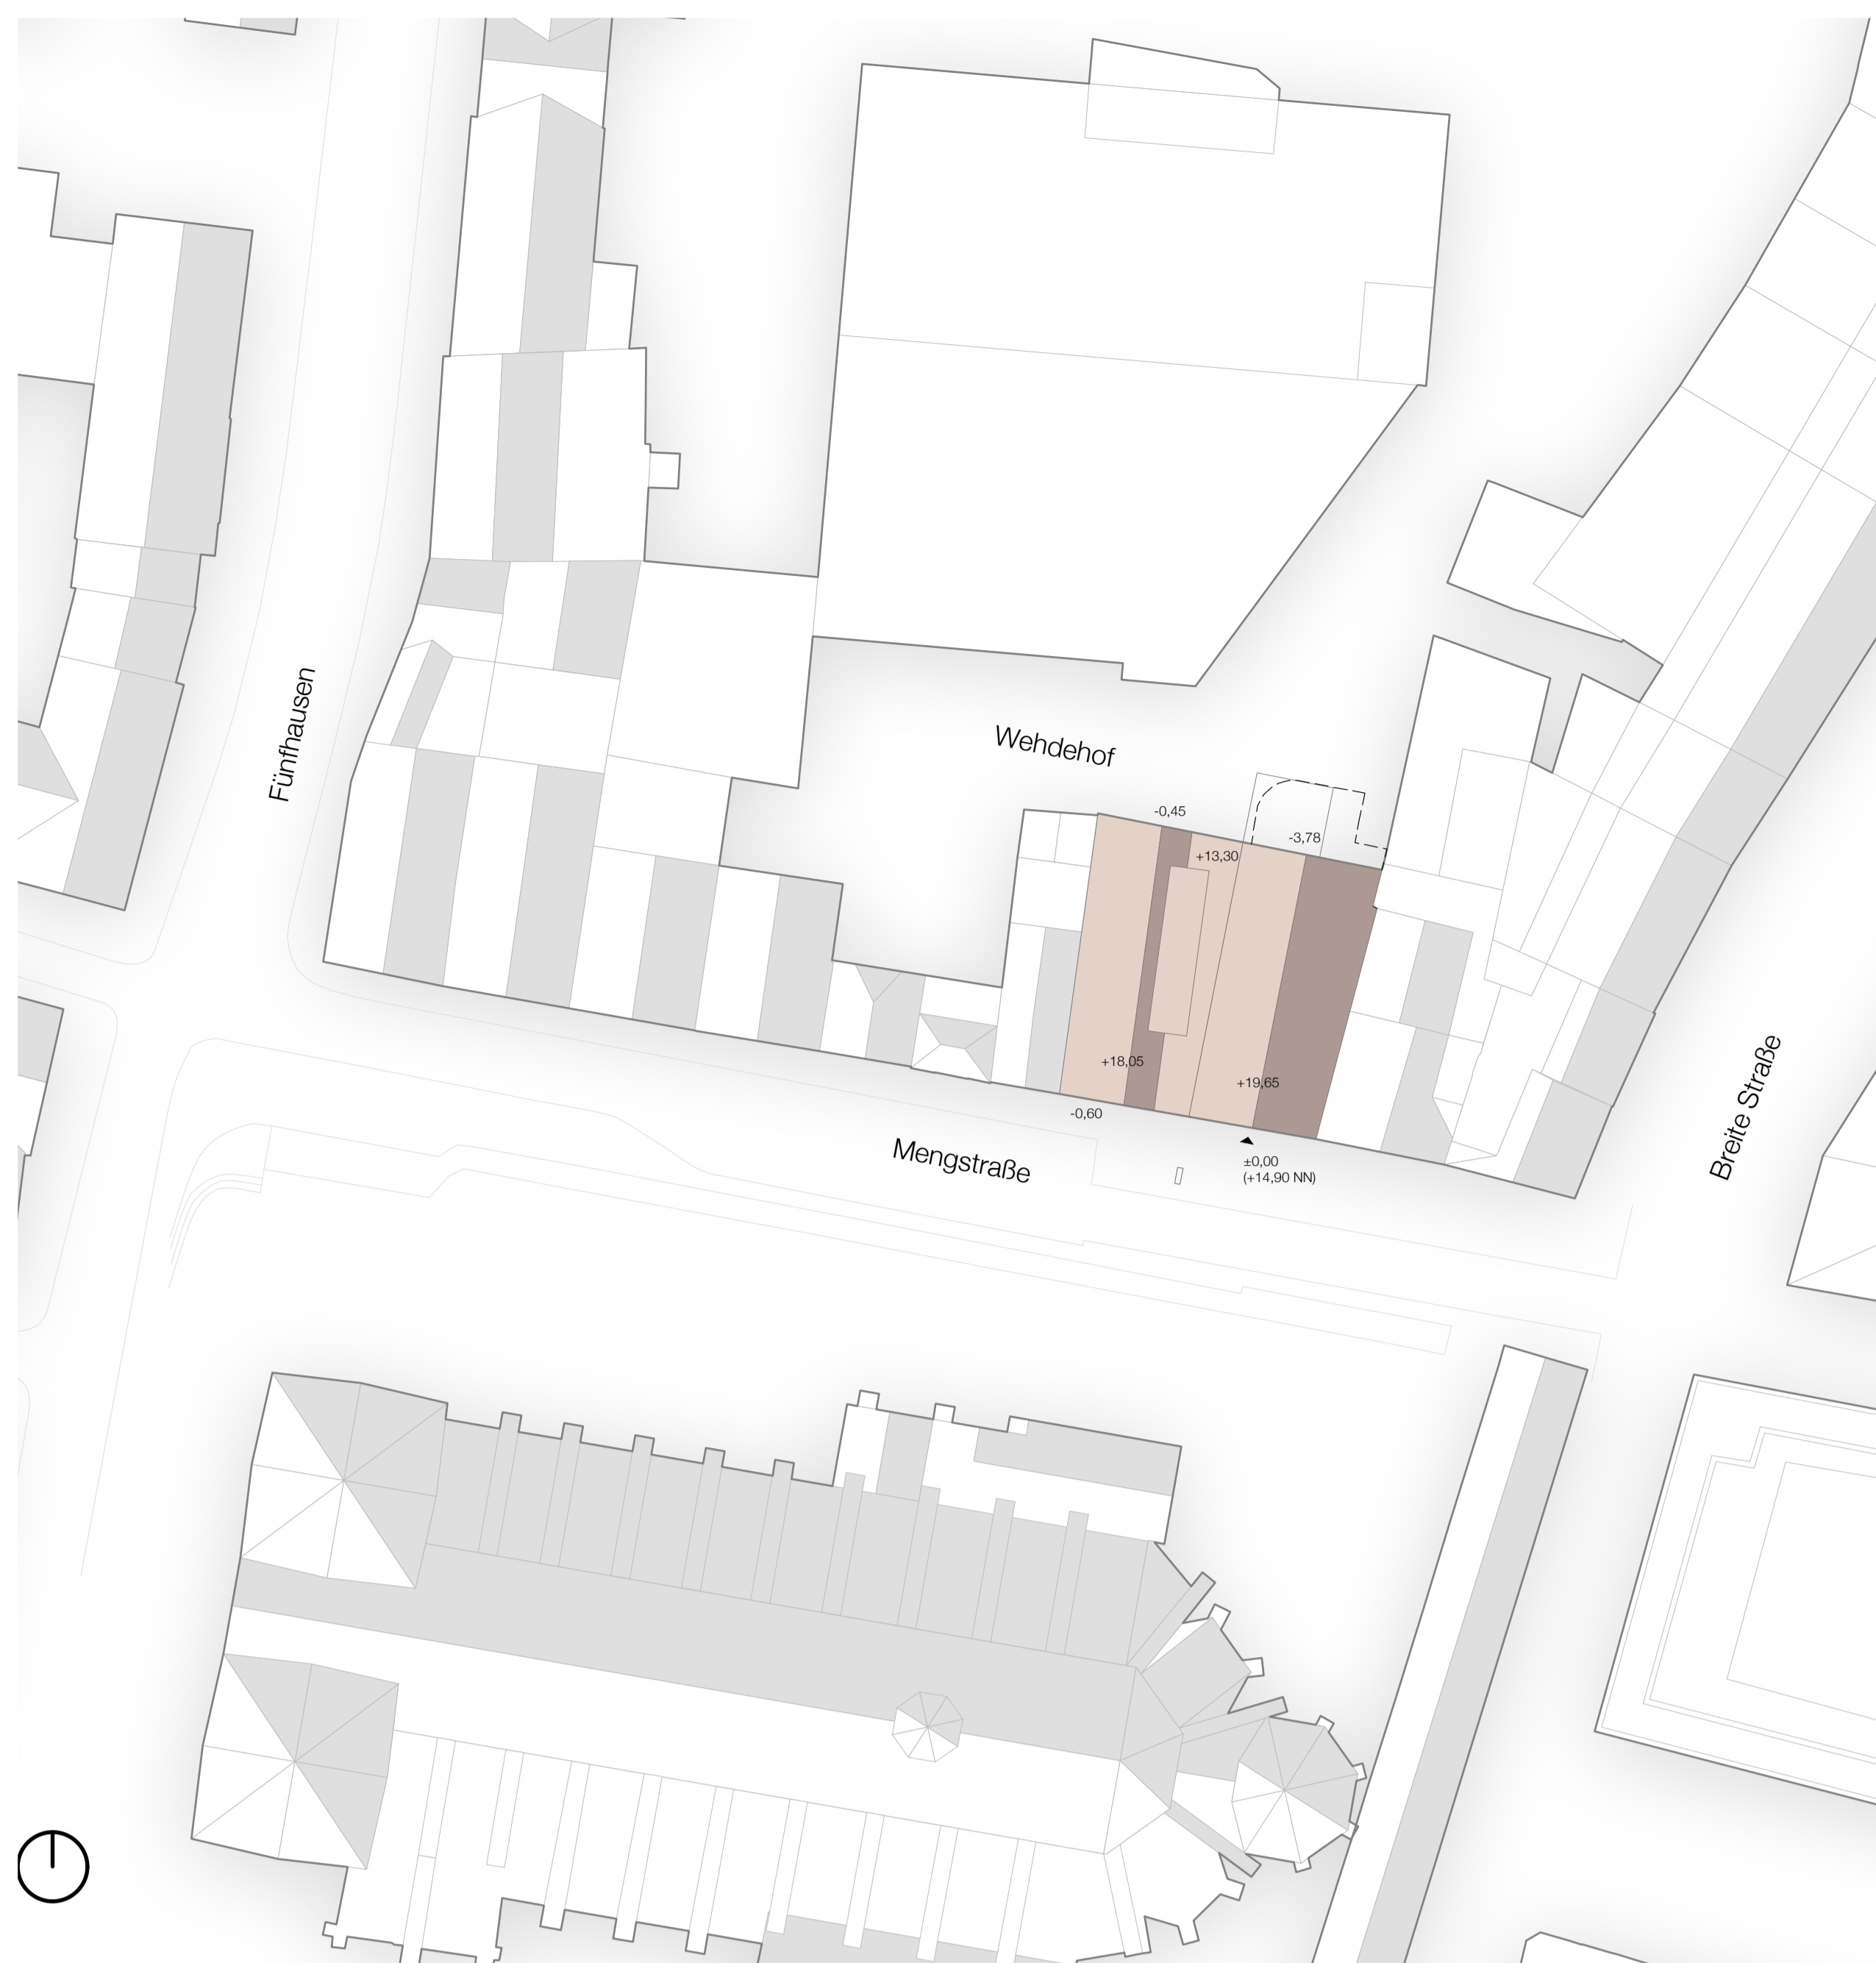 Fünfhausen
Wehdehof
-0,45
-3,78
+13,30
+18,05
+19,65
-0,60
Mengstraße
±0,00
(+14,90 NN)
Breite Straße